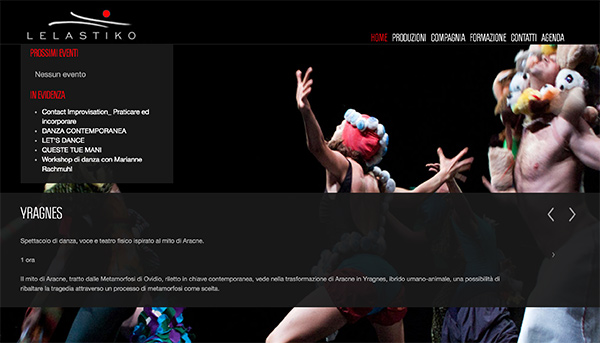 LELASTIKO
HOME PRODUZIONI COMPAGNIA FORMAZIONE CONTATTI AGENDA
PROSSIMI EVENTI
Nessun evento
IN EVIDENZA
Contact Improvisation_ Praticare ed
incorporare
DANZA CONTEMPORANEA
LET'S DANCE
QUESTE TUE MANI
Workshop di danza con Marianne
Rachmuhl
YRAGNES
Spettacolo di danza, voce e teatro fisico ispirato al mito di Aracne.
1 ora
Il mito di Aracne, tratto dalle Metamorfosi di Ovidio, riletto in chiave contemporanea, vede nella trasformazione di Aracne in Yragnes, ibrido umano-animale, una possibilità di
ribaltare la tragedia attraverso un processo di metamorfosi come scelta.